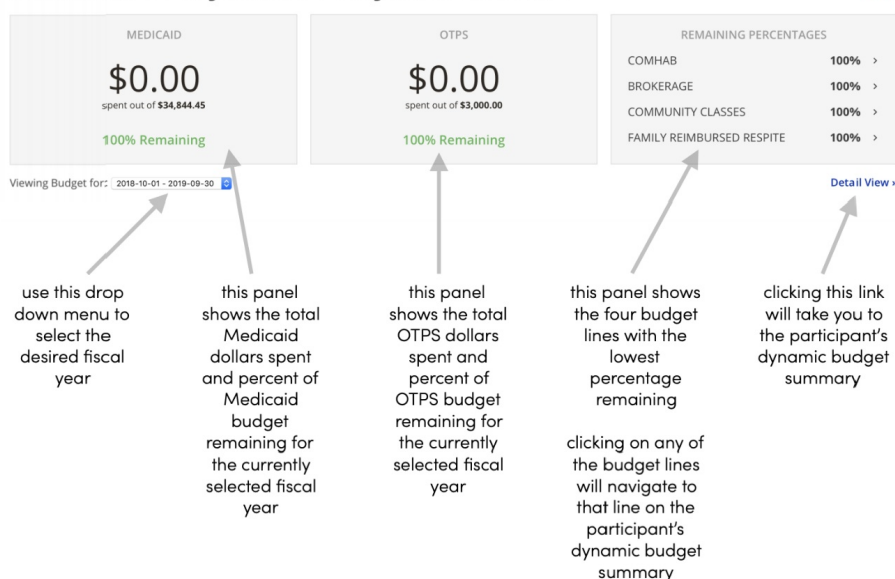 MEDICAID
$0.00
spent out of $34,844.45
100% Remaining
OTPS
$0.00
spent out of $3,000.00
100% Remaining
REMAINING PERCENTAGES
COMHAB 100% >
BROKERAGE 100% >
COMMUNITY CLASSES 100% >
FAMILY REIMBURSED RESPITE 100% >
Viewing Budget for: 2018-10-01 - 2019-09-30
Detail View »
use this drop
down menu to
select the
desired fiscal
year
this panel
shows the total
Medicaid
dollars spent
and percent of
Medicaid
budget
remaining for
the currently
selected fiscal
year
this panel
shows the total
OTPS dollars
spent and
percent of
OTPS budget
remaining for
the currently
selected fiscal
year
this panel shows
the four budget
lines with the
lowest
percentage
remaining
clicking on any of
the budget lines
will navigate to
that line on the
participant's
dynamic budget
summary
clicking this link
will take you to
the participant's
dynamic budget
summary